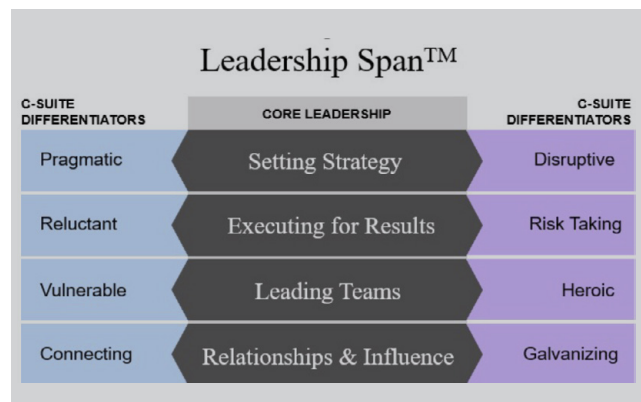 Leadership Span™
C-SUITE
DIFFERENTIATORS
CORE LEADERSHIP
C-SUITE
DIFFERENTIATORS
Pragmatic
Setting Strategy
Disruptive
Reluctant
Executing for Results
Risk Taking
Vulnerable
Leading Teams
Heroic
Connecting
Relationships & Influence
Galvanizing